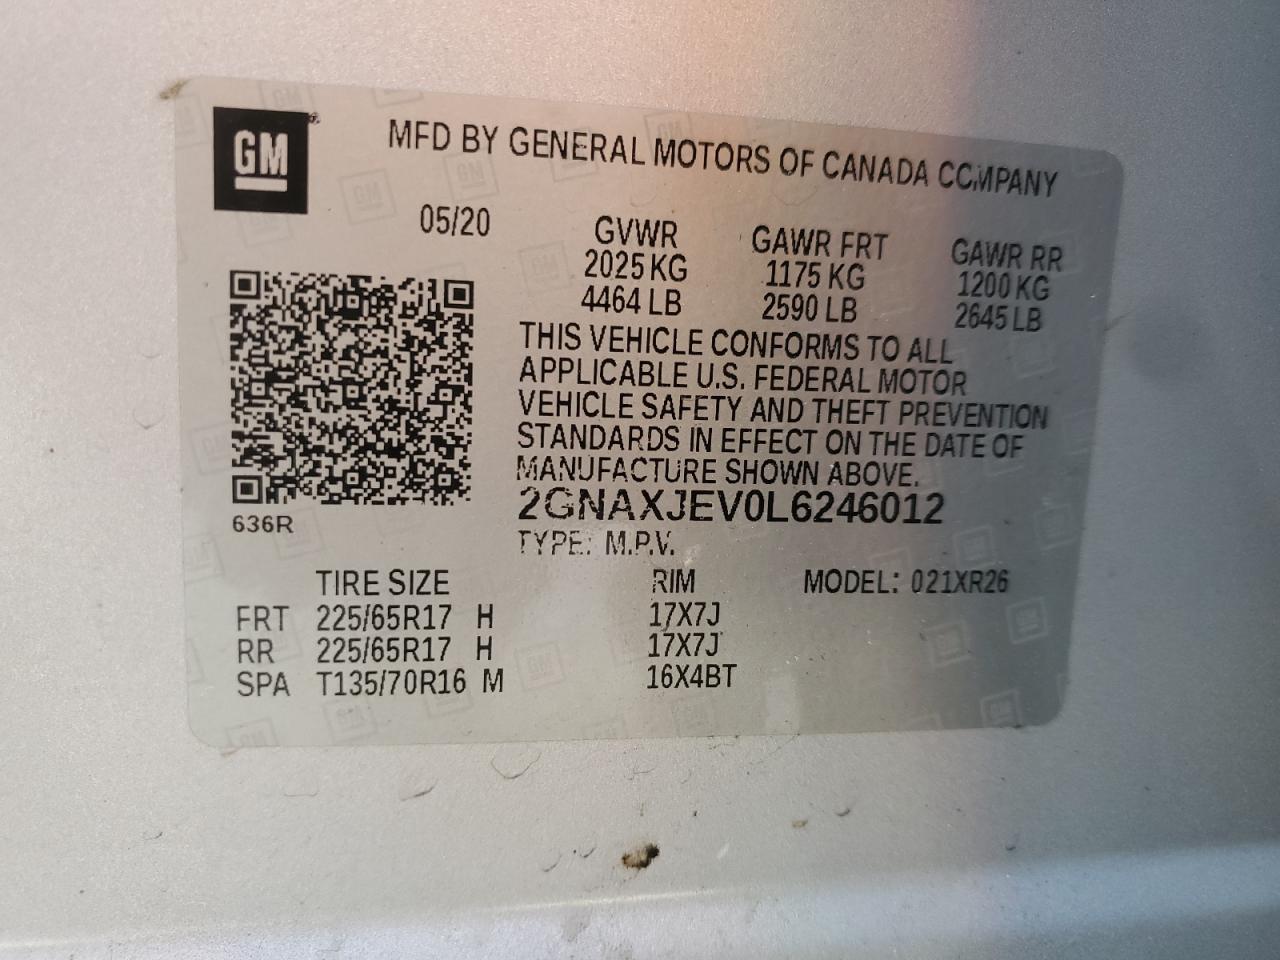 GM
MFD BY GENERAL MOTORS OF CANADA COMPANY
05/20
GVWR GAWR FRT GAWR RR
2025 KG 1175 KG 1200 KG
4464 LB 2590 LB 2645 LB
THIS VEHICLE CONFORMS TO ALL
APPLICABLE U.S. FEDERAL MOTOR
VEHICLE SAFETY AND THEFT PREVENTION
STANDARDS IN EFFECT ON THE DATE OF
MANUFACTURE SHOWN ABOVE.
2GNAXJEV0L6246012
636R
TYPE: M.P.V.
TIRE SIZE RIM MODEL: 021XR26
FRT 225/65R17 H 17X7J
RR 225/65R17 H 17X7J
SPA T135/70R16 M 16X4BT